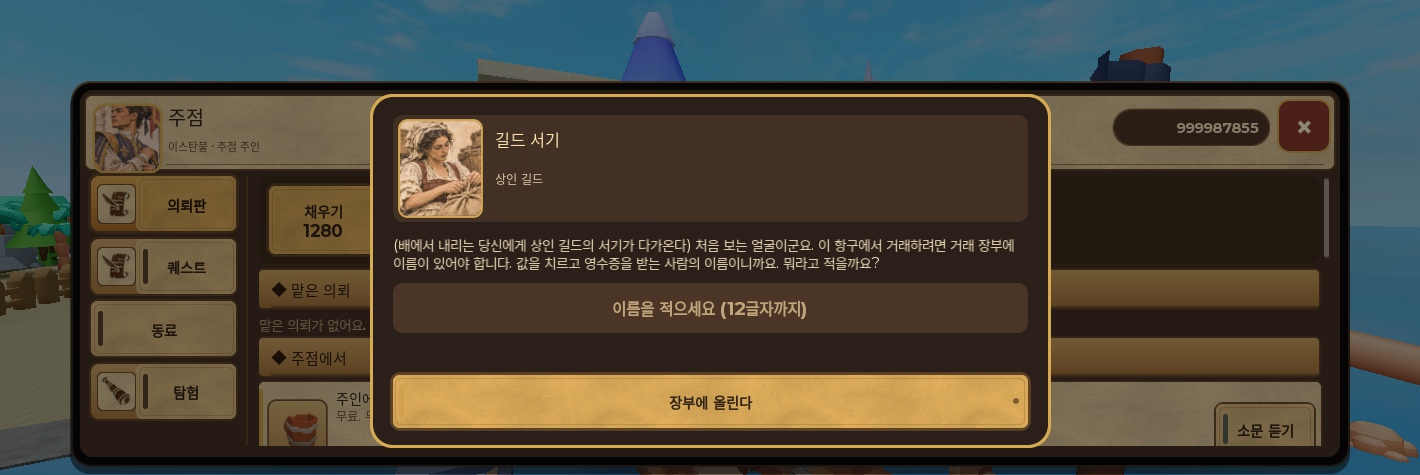 주점
이스탄불 · 주점 주인
999987855
의뢰판
퀘스트
동료
탐험
채우기
1280
◆ 맡은 의뢰
맡은 의뢰가 없어요.
◆ 주점에서
주인에
무료.
소문 듣기
길드 서기
상인 길드
(배에서 내리는 당신에게 상인 길드의 서기가 다가온다) 처음 보는 얼굴이군요. 이 항구에서 거래하려면 거래 장부에
이름이 있어야 합니다. 값을 치르고 영수증을 받는 사람의 이름이니까요. 뭐라고 적을까요?
이름을 적으세요 (12글자까지)
장부에 올린다